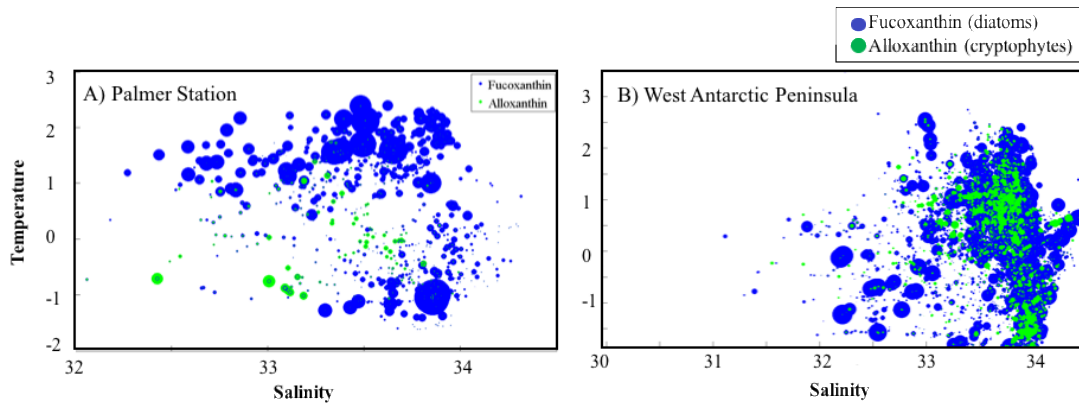 Fucoxanthin (diatoms)
Alloxanthin (cryptophytes)
A) Palmer Station
Fucoxanthin
Alloxanthin
B) West Antarctic Peninsula
Temperature
3
2
1
0
-1
-2
32
33
34
Salinity
3
2
1
0
-1
30
31
32
33
34
Salinity